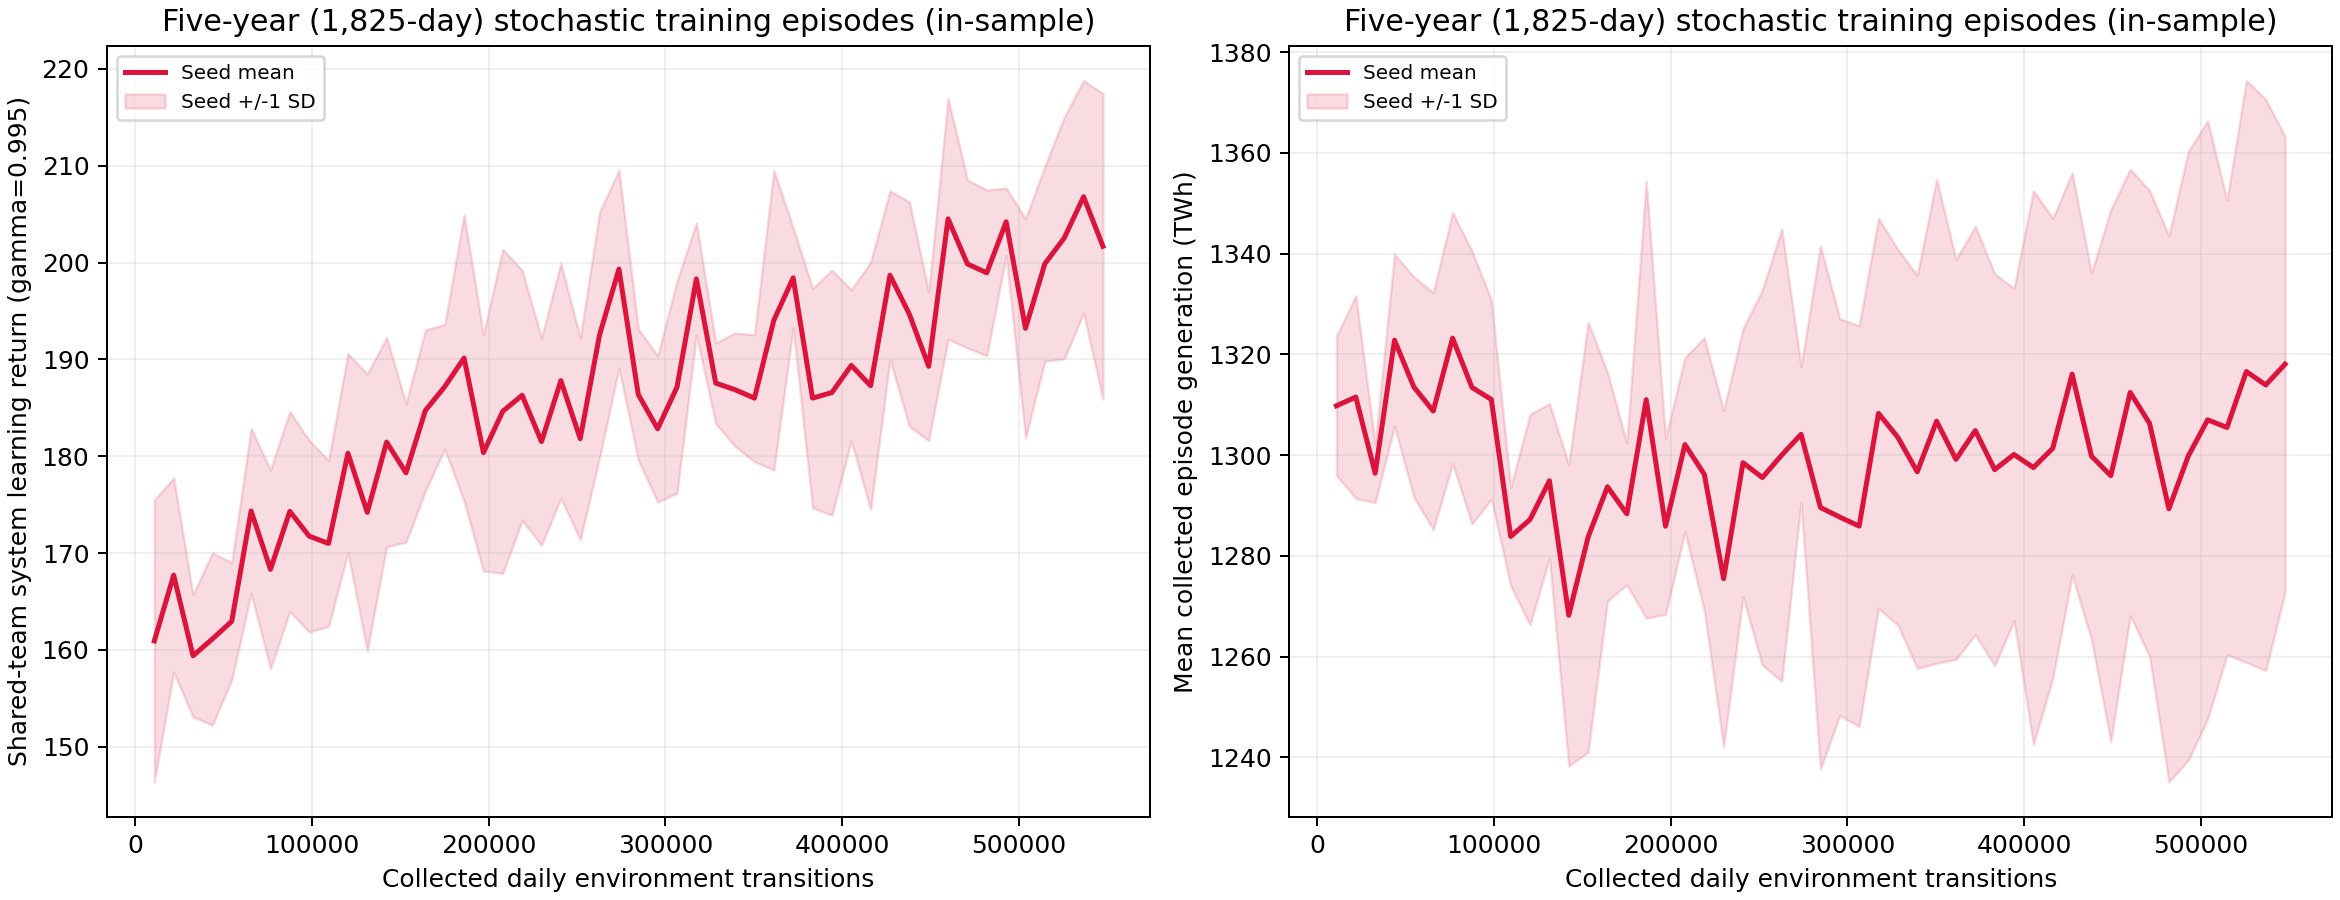 Five-year (1,825-day) stochastic training episodes (in-sample)
Seed mean
Seed +/-1 SD
Shared-team system learning return (gamma=0.995)
220
210
200
190
180
170
160
150
0
100000
200000
300000
400000
500000
Collected daily environment transitions
Five-year (1,825-day) stochastic training episodes (in-sample)
Seed mean
Seed +/-1 SD
Mean collected episode generation (TWh)
1380
1360
1340
1320
1300
1280
1260
1240
0
100000
200000
300000
400000
500000
Collected daily environment transitions